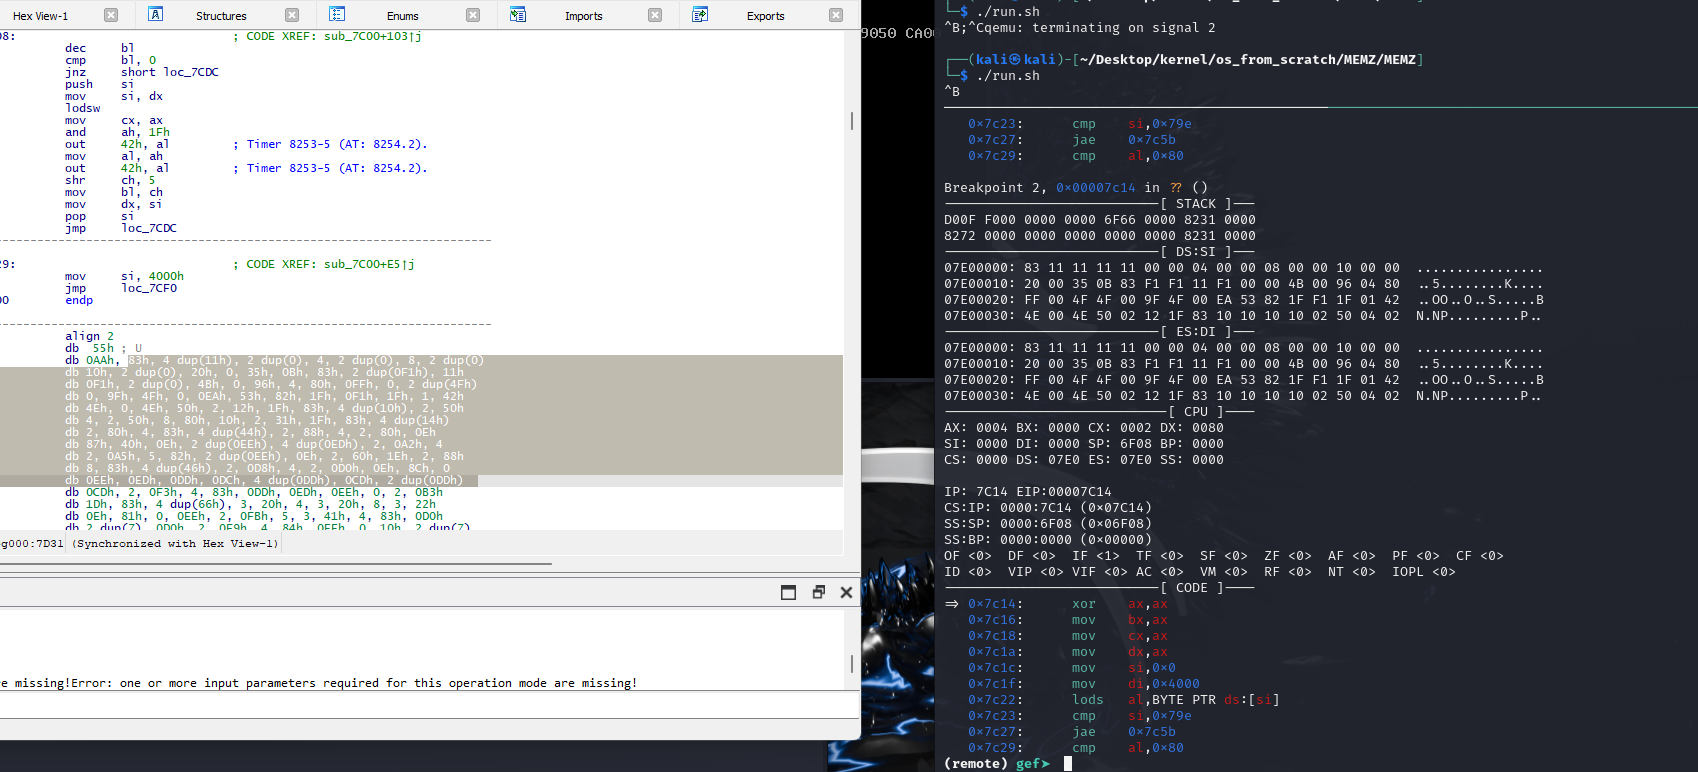 Hex View-1 Structures Enums Imports Exports
08: ; CODE XREF: sub_7C00+103↑j
dec bl
cmp bl, 0
jnz short loc_7CDC
push si
mov si, dx
lodsw
mov cx, ax
and ah, 1Fh
out 42h, al ; Timer 8253-5 (AT: 8254.2).
mov al, ah
out 42h, al ; Timer 8253-5 (AT: 8254.2).
shr ch, 5
mov bl, ch
mov dx, si
pop si
jmp loc_7CDC
29: ; CODE XREF: sub_7C00+E5↑j
mov si, 4000h
jmp loc_7CF0
00 endp
align 2
db 55h ; U
db 0AAh, 83h, 4 dup(11h), 2 dup(0), 4, 2 dup(0), 8, 2 dup(0)
db 10h, 2 dup(0), 20h, 0, 35h, 0Bh, 83h, 2 dup(0F1h), 11h
db 0F1h, 2 dup(0), 4Bh, 0, 96h, 4, 80h, 0FFh, 0, 2 dup(4Fh)
db 0, 9Fh, 4Fh, 0, 0EAh, 53h, 82h, 1Fh, 0F1h, 1Fh, 1, 42h
db 4Eh, 0, 4Eh, 50h, 2, 12h, 1Fh, 83h, 4 dup(10h), 2, 50h
db 4, 2, 50h, 8, 80h, 10h, 2, 31h, 1Fh, 83h, 4 dup(14h)
db 2, 80h, 4, 83h, 4 dup(44h), 2, 88h, 4, 2, 80h, 0Eh
db 87h, 40h, 0Eh, 2 dup(0EEh), 4 dup(0EDh), 2, 0A2h, 4
db 2, 0A5h, 5, 82h, 2 dup(0EEh), 0Eh, 2, 60h, 1Eh, 2, 88h
db 8, 83h, 4 dup(46h), 2, 0D8h, 4, 2, 0D0h, 0Eh, 8Ch, 0
db 0EEh, 0EDh, 0DDh, 0DCh, 4 dup(0DDh), 0CDh, 2 dup(0DDh)
db 0CDh, 2, 0F3h, 4, 83h, 0DDh, 0EDh, 0EEh, 0, 2, 0B3h
db 1Dh, 83h, 4 dup(66h), 3, 20h, 4, 3, 20h, 8, 3, 22h
db 0Eh, 81h, 0, 0EEh, 2, 0FBh, 5, 3, 41h, 4, 83h, 0D0h
db 2 dup(7), 0D0h, 2, 0E9h, 4, 84h, 0EEh, 0, 10h, 2 dup(7)
g000:7D31 (Synchronized with Hex View-1)
e missing!Error: one or more input parameters required for this operation mode are missing!
9050 CA00
└─$ ./run.sh
^B;^Cqemu: terminating on signal 2
┌──(kali㉿kali)-[~/Desktop/kernel/os_from_scratch/MEMZ/MEMZ]
└─$ ./run.sh
^B
0×7c23: cmp si,0×79e
0×7c27: jae 0×7c5b
0×7c29: cmp al,0×80
Breakpoint 2, 0×00007c14 in ?? ()
[ STACK ]
D00F F000 0000 0000 6F66 0000 8231 0000
8272 0000 0000 0000 0000 0000 8231 0000
[ DS:SI ]
07E00000: 83 11 11 11 11 00 00 04 00 00 08 00 00 10 00 00 ................
07E00010: 20 00 35 0B 83 F1 F1 11 F1 00 00 4B 00 96 04 80 ..5........K....
07E00020: FF 00 4F 4F 00 9F 4F 00 EA 53 82 1F F1 1F 01 42 ..OO..O..S.....B
07E00030: 4E 00 4E 50 02 12 1F 83 10 10 10 10 02 50 04 02 N.NP.........P..
[ ES:DI ]
07E00000: 83 11 11 11 11 00 00 04 00 00 08 00 00 10 00 00 ................
07E00010: 20 00 35 0B 83 F1 F1 11 F1 00 00 4B 00 96 04 80 ..5........K....
07E00020: FF 00 4F 4F 00 9F 4F 00 EA 53 82 1F F1 1F 01 42 ..OO..O..S.....B
07E00030: 4E 00 4E 50 02 12 1F 83 10 10 10 10 02 50 04 02 N.NP.........P..
[ CPU ]
AX: 0004 BX: 0000 CX: 0002 DX: 0080
SI: 0000 DI: 0000 SP: 6F08 BP: 0000
CS: 0000 DS: 07E0 ES: 07E0 SS: 0000
IP: 7C14 EIP:00007C14
CS:IP: 0000:7C14 (0×07C14)
SS:SP: 0000:6F08 (0×06F08)
SS:BP: 0000:0000 (0×00000)
OF <0> DF <0> IF <1> TF <0> SF <0> ZF <0> AF <0> PF <0> CF <0>
ID <0> VIP <0> VIF <0> AC <0> VM <0> RF <0> NT <0> IOPL <0>
[ CODE ]
⇒ 0×7c14: xor ax,ax
0×7c16: mov bx,ax
0×7c18: mov cx,ax
0×7c1a: mov dx,ax
0×7c1c: mov si,0×0
0×7c1f: mov di,0×4000
0×7c22: lods al,BYTE PTR ds:[si]
0×7c23: cmp si,0×79e
0×7c27: jae 0×7c5b
0×7c29: cmp al,0×80
(remote) gef➤